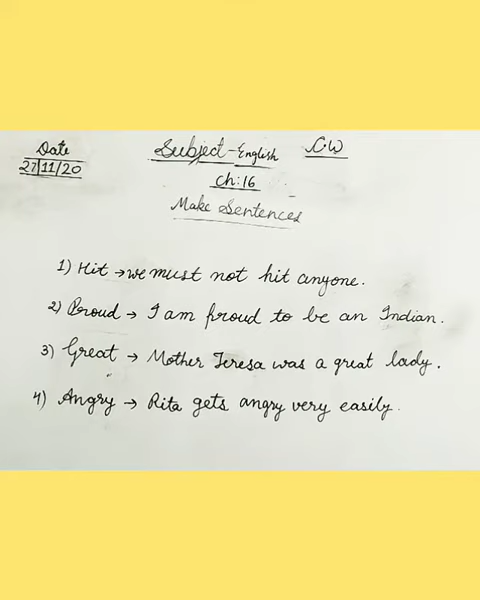 Date
27/11/20
Subject - English
C.W
Ch:16
Make Sentences
1) Hit → we must not hit anyone.
2) Proud → I am proud to be an Indian.
3) Great → Mother Teresa was a great lady.
4) Angry → Rita gets angry very easily.